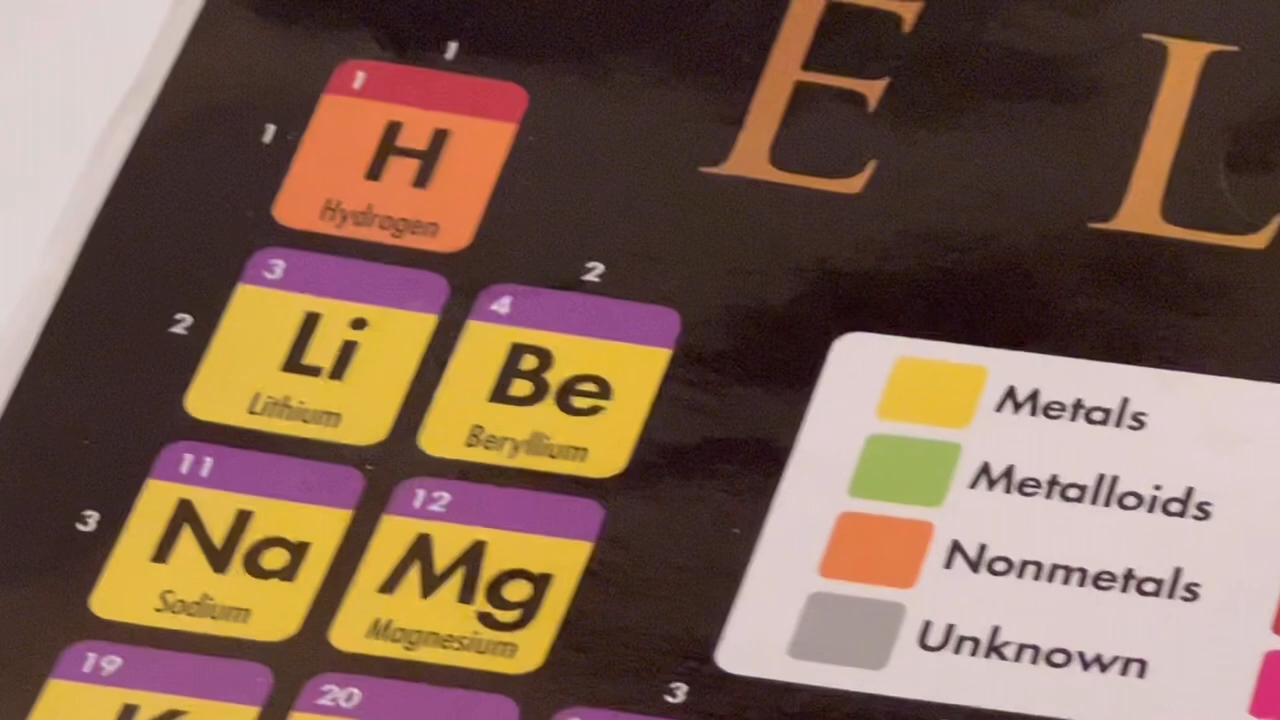 E L
1
1
1
H
Hydrogen
2
2
3
Li
Lithium
4
Be
Beryllium
Metals
Metalloids
Nonmetals
Unknown
3
11
Na
Sodium
12
Mg
Magnesium
3
19
K
20